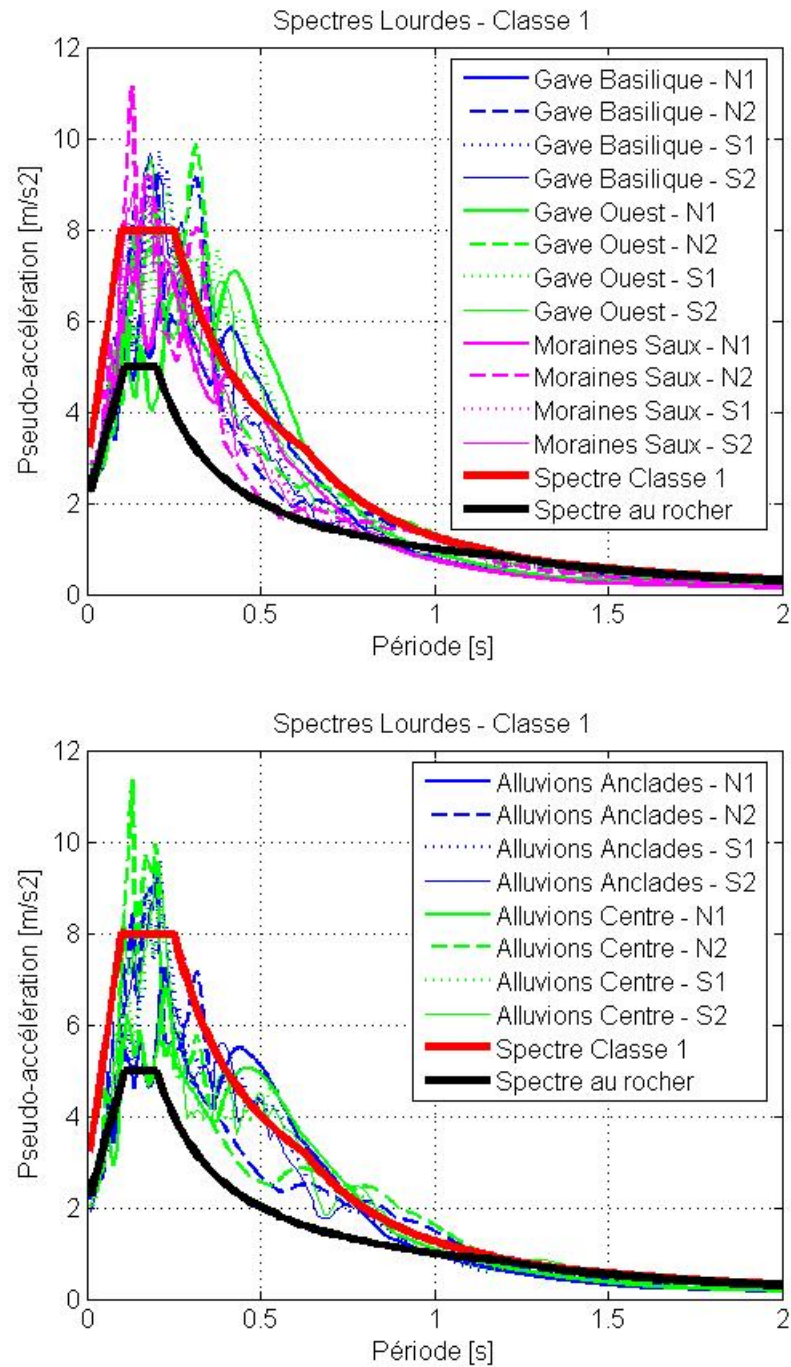 Spectres Lourdes - Classe 1
12
10
8
6
4
2
0
Pseudo-accélération [m/s2]
Gave Basilique - N1
Gave Basilique - N2
Gave Basilique - S1
Gave Basilique - S2
Gave Ouest - N1
Gave Ouest - N2
Gave Ouest - S1
Gave Ouest - S2
Moraines Saux - N1
Moraines Saux - N2
Moraines Saux - S1
Moraines Saux - S2
Spectre Classe 1
Spectre au rocher
0 0.5 1 1.5 2
Période [s]
Spectres Lourdes - Classe 1
12
10
8
6
4
2
0
Pseudo-accélération [m/s2]
Alluvions Anclades - N1
Alluvions Anclades - N2
Alluvions Anclades - S1
Alluvions Anclades - S2
Alluvions Centre - N1
Alluvions Centre - N2
Alluvions Centre - S1
Alluvions Centre - S2
Spectre Classe 1
Spectre au rocher
0 0.5 1 1.5 2
Période [s]